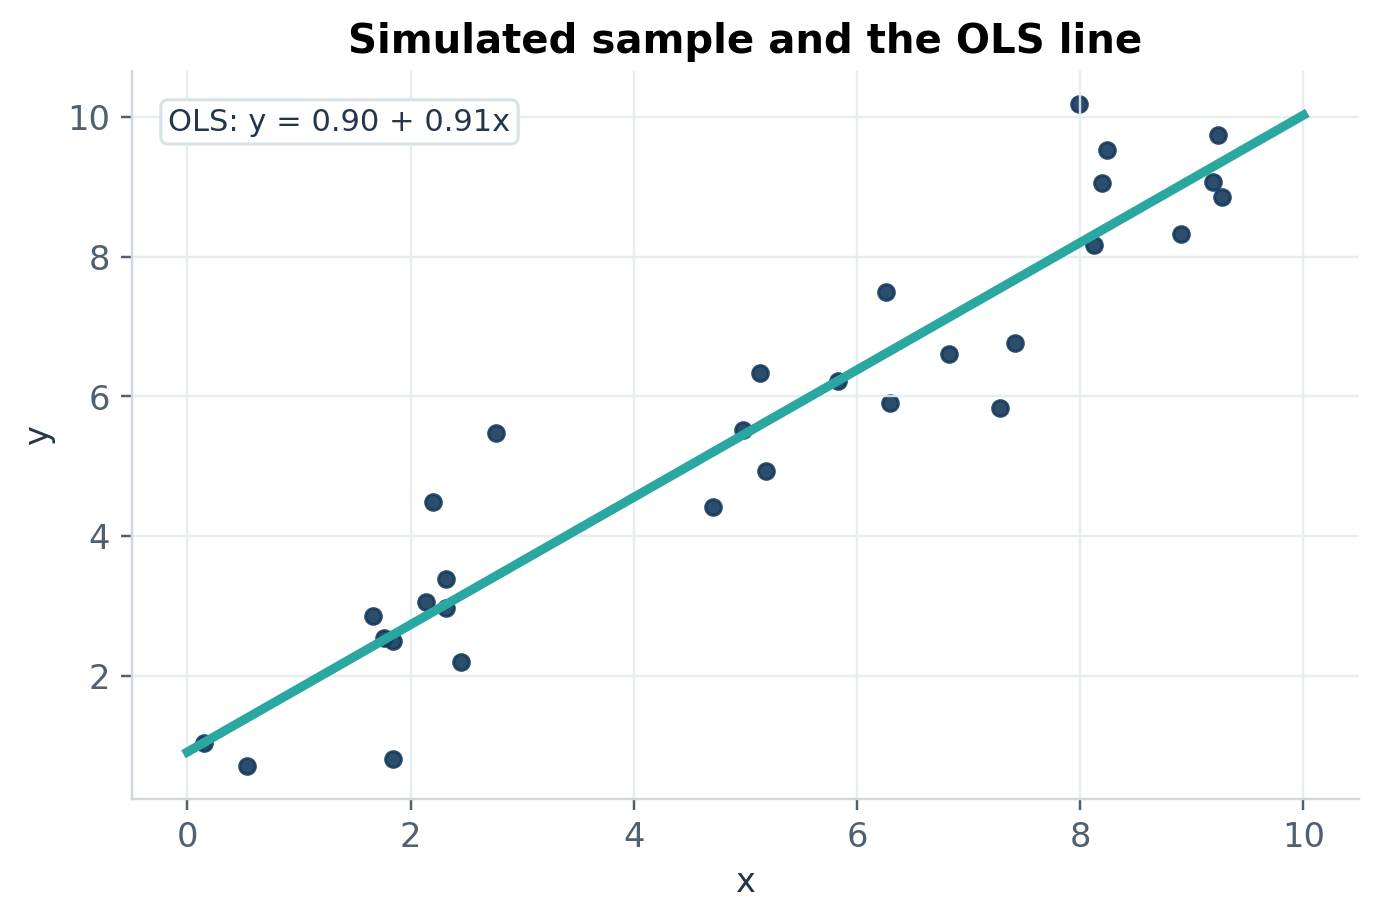 Simulated sample and the OLS line
OLS: y = 0.90 + 0.91x
10
8
6
4
2
y
0 2 4 6 8 10
x